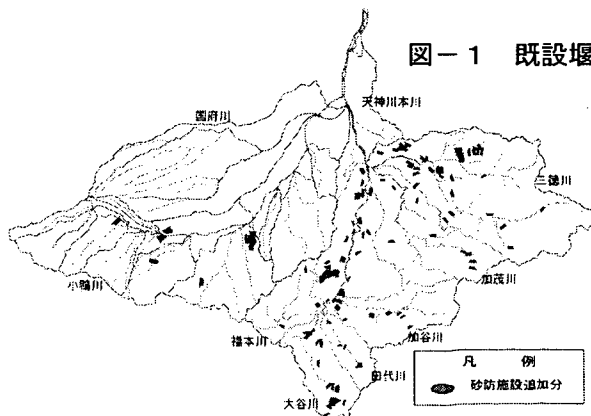 図－1 既設堰
国府川
天神川本川
三徳川
小鴨川
加茂川
福本川
加谷川
田代川
大谷川
凡例
砂防施設追加分